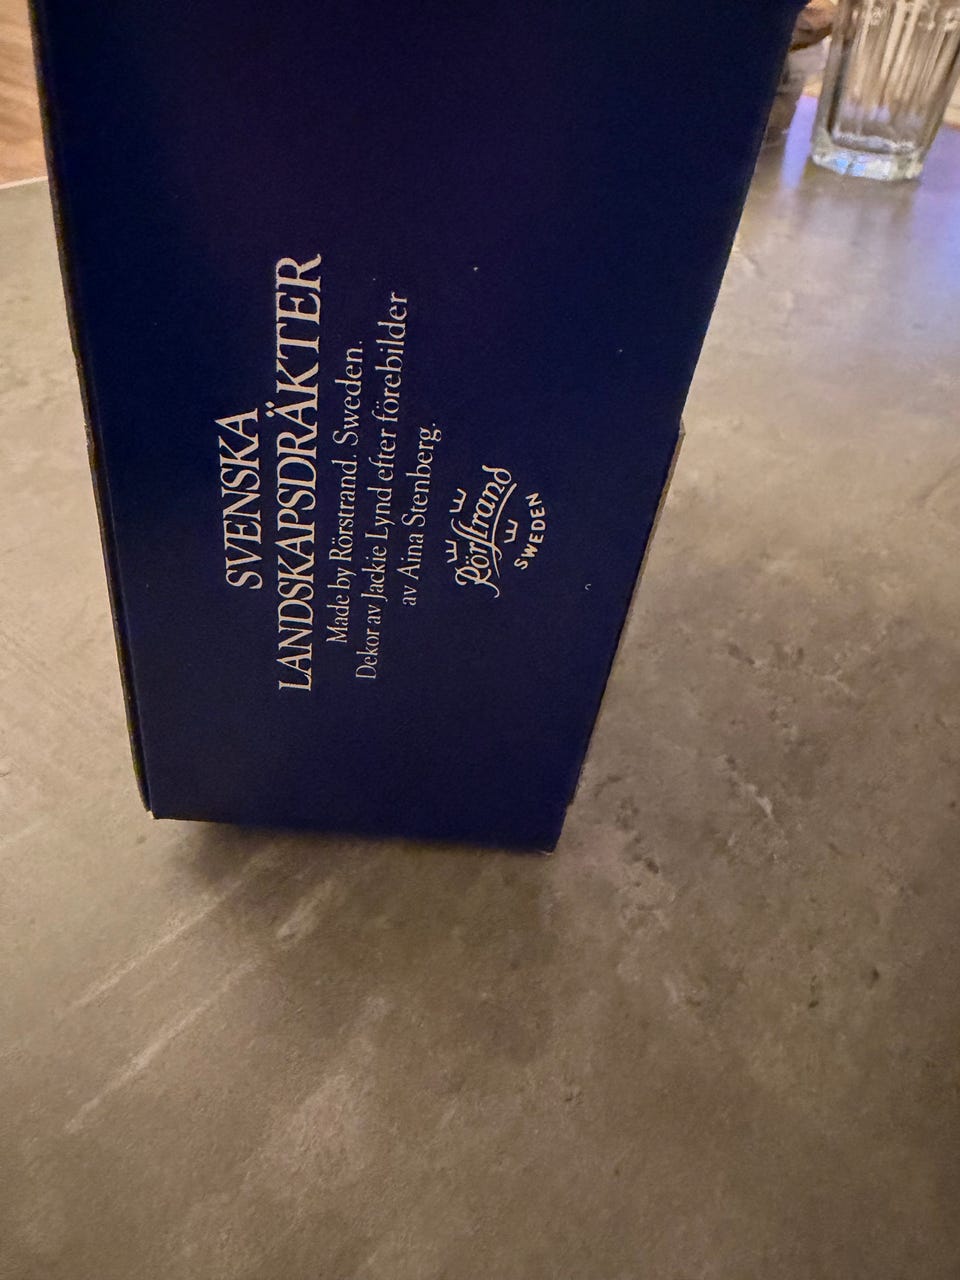 SVENSKA
LANDSKAPSDRÄKTER
Made by Rörstrand. Sweden.
Dekor av Jackie Lynd efter förebilder
av Aina Stenberg.
Rörstrand
SWEDEN